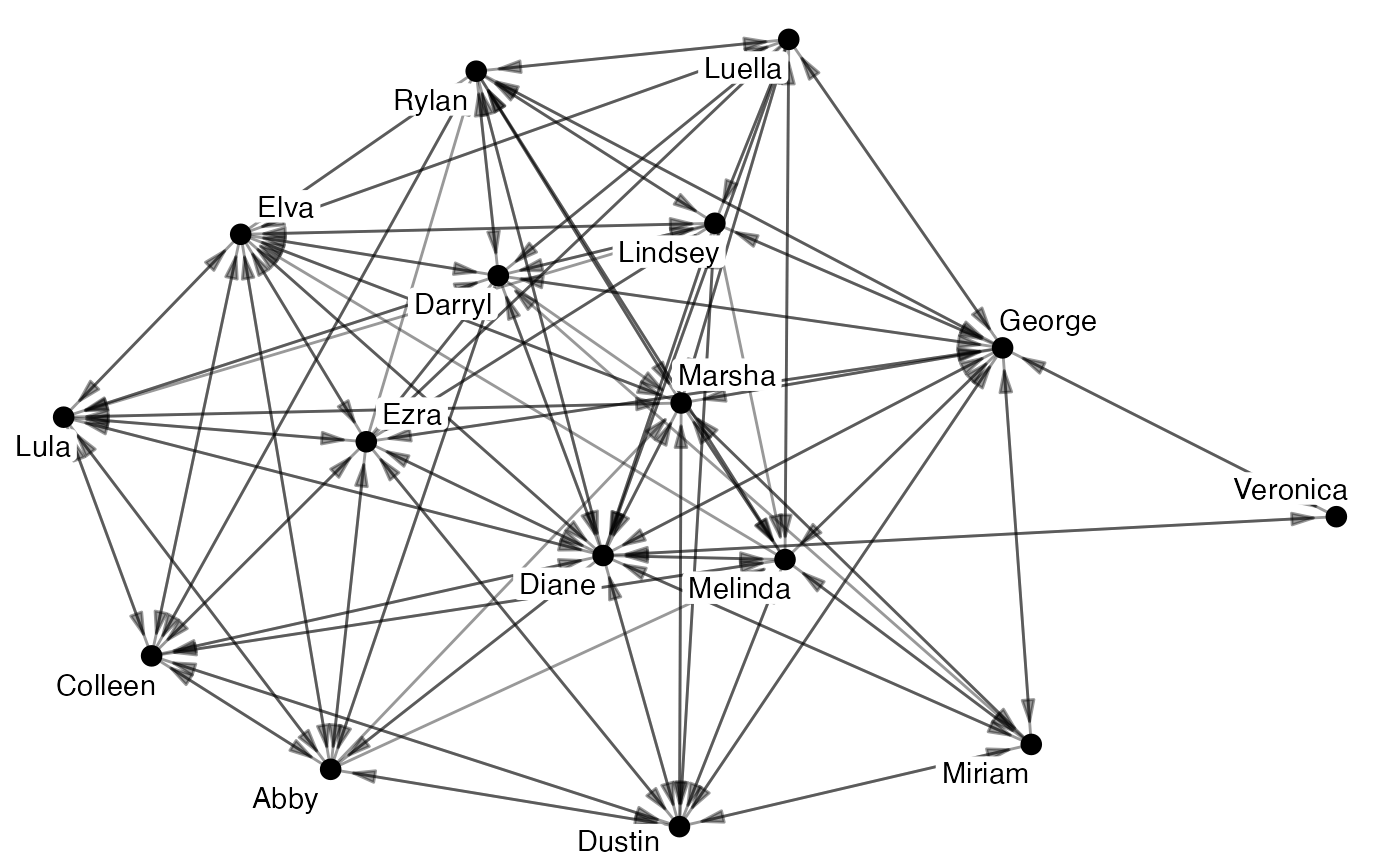 Luella
Rylan
Elva
Lindsey
Darryl
George
Marsha
Ezra
Lula
Veronica
Diane
Melinda
Colleen
Miriam
Abby
Dustin